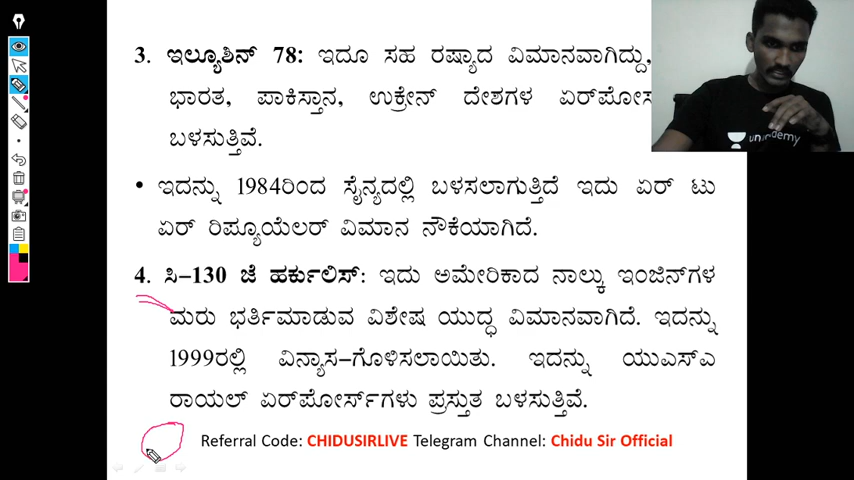 3. ಇಲ್ಯೂಶಿನ್ 78: ಇದೂ ಸಹ ರಷ್ಯಾದ ವಿಮಾನವಾಗಿದ್ದು,
ಭಾರತ, ಪಾಕಿಸ್ತಾನ, ಉಕ್ರೇನ್ ದೇಶಗಳ ಏರ್‌ಪೋರ್ಸ
ಬಳಸುತ್ತಿವೆ.
• ಇದನ್ನು 1984ರಿಂದ ಸೈನ್ಯದಲ್ಲಿ ಬಳಸಲಾಗುತ್ತಿದೆ ಇದು ಏರ್ ಟು
ಏರ್ ರಿಪ್ಯೂಯೆಲರ್ ವಿಮಾನ ನೌಕೆಯಾಗಿದೆ.
4. ಸಿ-130 ಜೆ ಹರ್ಕುಲಿಸ್: ಇದು ಅಮೇರಿಕಾದ ನಾಲ್ಕು ಇಂಜಿನ್‌ಗಳ
ಮರು ಭರ್ತಿಮಾಡುವ ವಿಶೇಷ ಯುದ್ಧ ವಿಮಾನವಾಗಿದೆ. ಇದನ್ನು
1999ರಲ್ಲಿ ವಿನ್ಯಾಸ-ಗೊಳಿಸಲಾಯಿತು. ಇದನ್ನು ಯುಎಸ್ಎ
ರಾಯಲ್ ಏರ್‌ಪೋರ್ಸ್‌ಗಳು ಪ್ರಸ್ತುತ ಬಳಸುತ್ತಿವೆ.
Referral Code: CHIDUSIRLIVE Telegram Channel: Chidu Sir Official